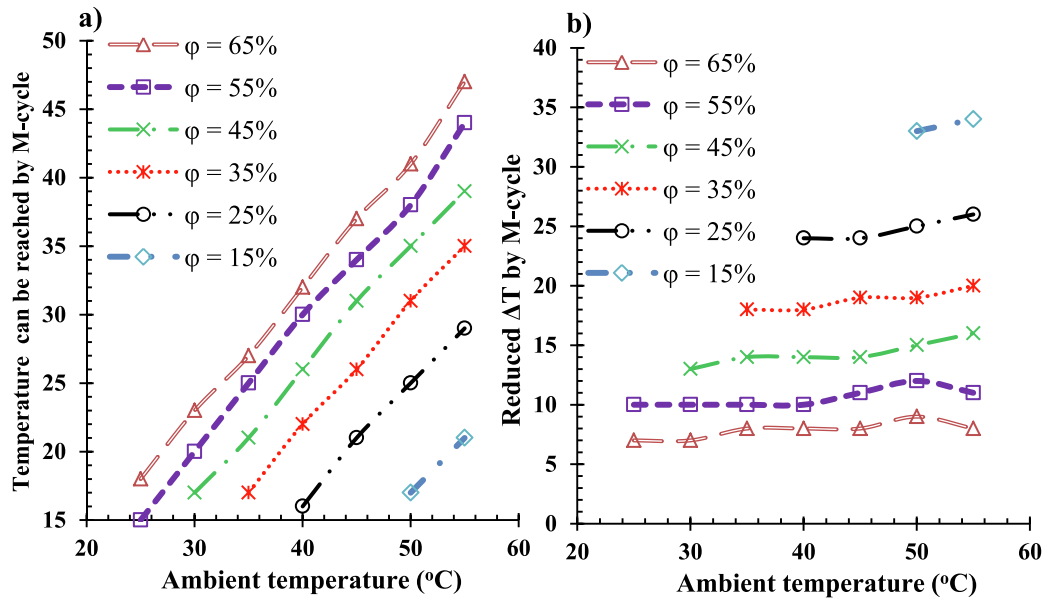 a)
Temperature can be reached by M-cycle
50
45
40
35
30
25
20
15
φ = 65%
φ = 55%
φ = 45%
φ = 35%
φ = 25%
φ = 15%
20
30
40
50
60
Ambient temperature (°C)
b)
Reduced ΔT by M-cycle
40
35
30
25
20
15
10
5
0
φ = 65%
φ = 55%
φ = 45%
φ = 35%
φ = 25%
φ = 15%
20
30
40
50
60
Ambient temperature (°C)